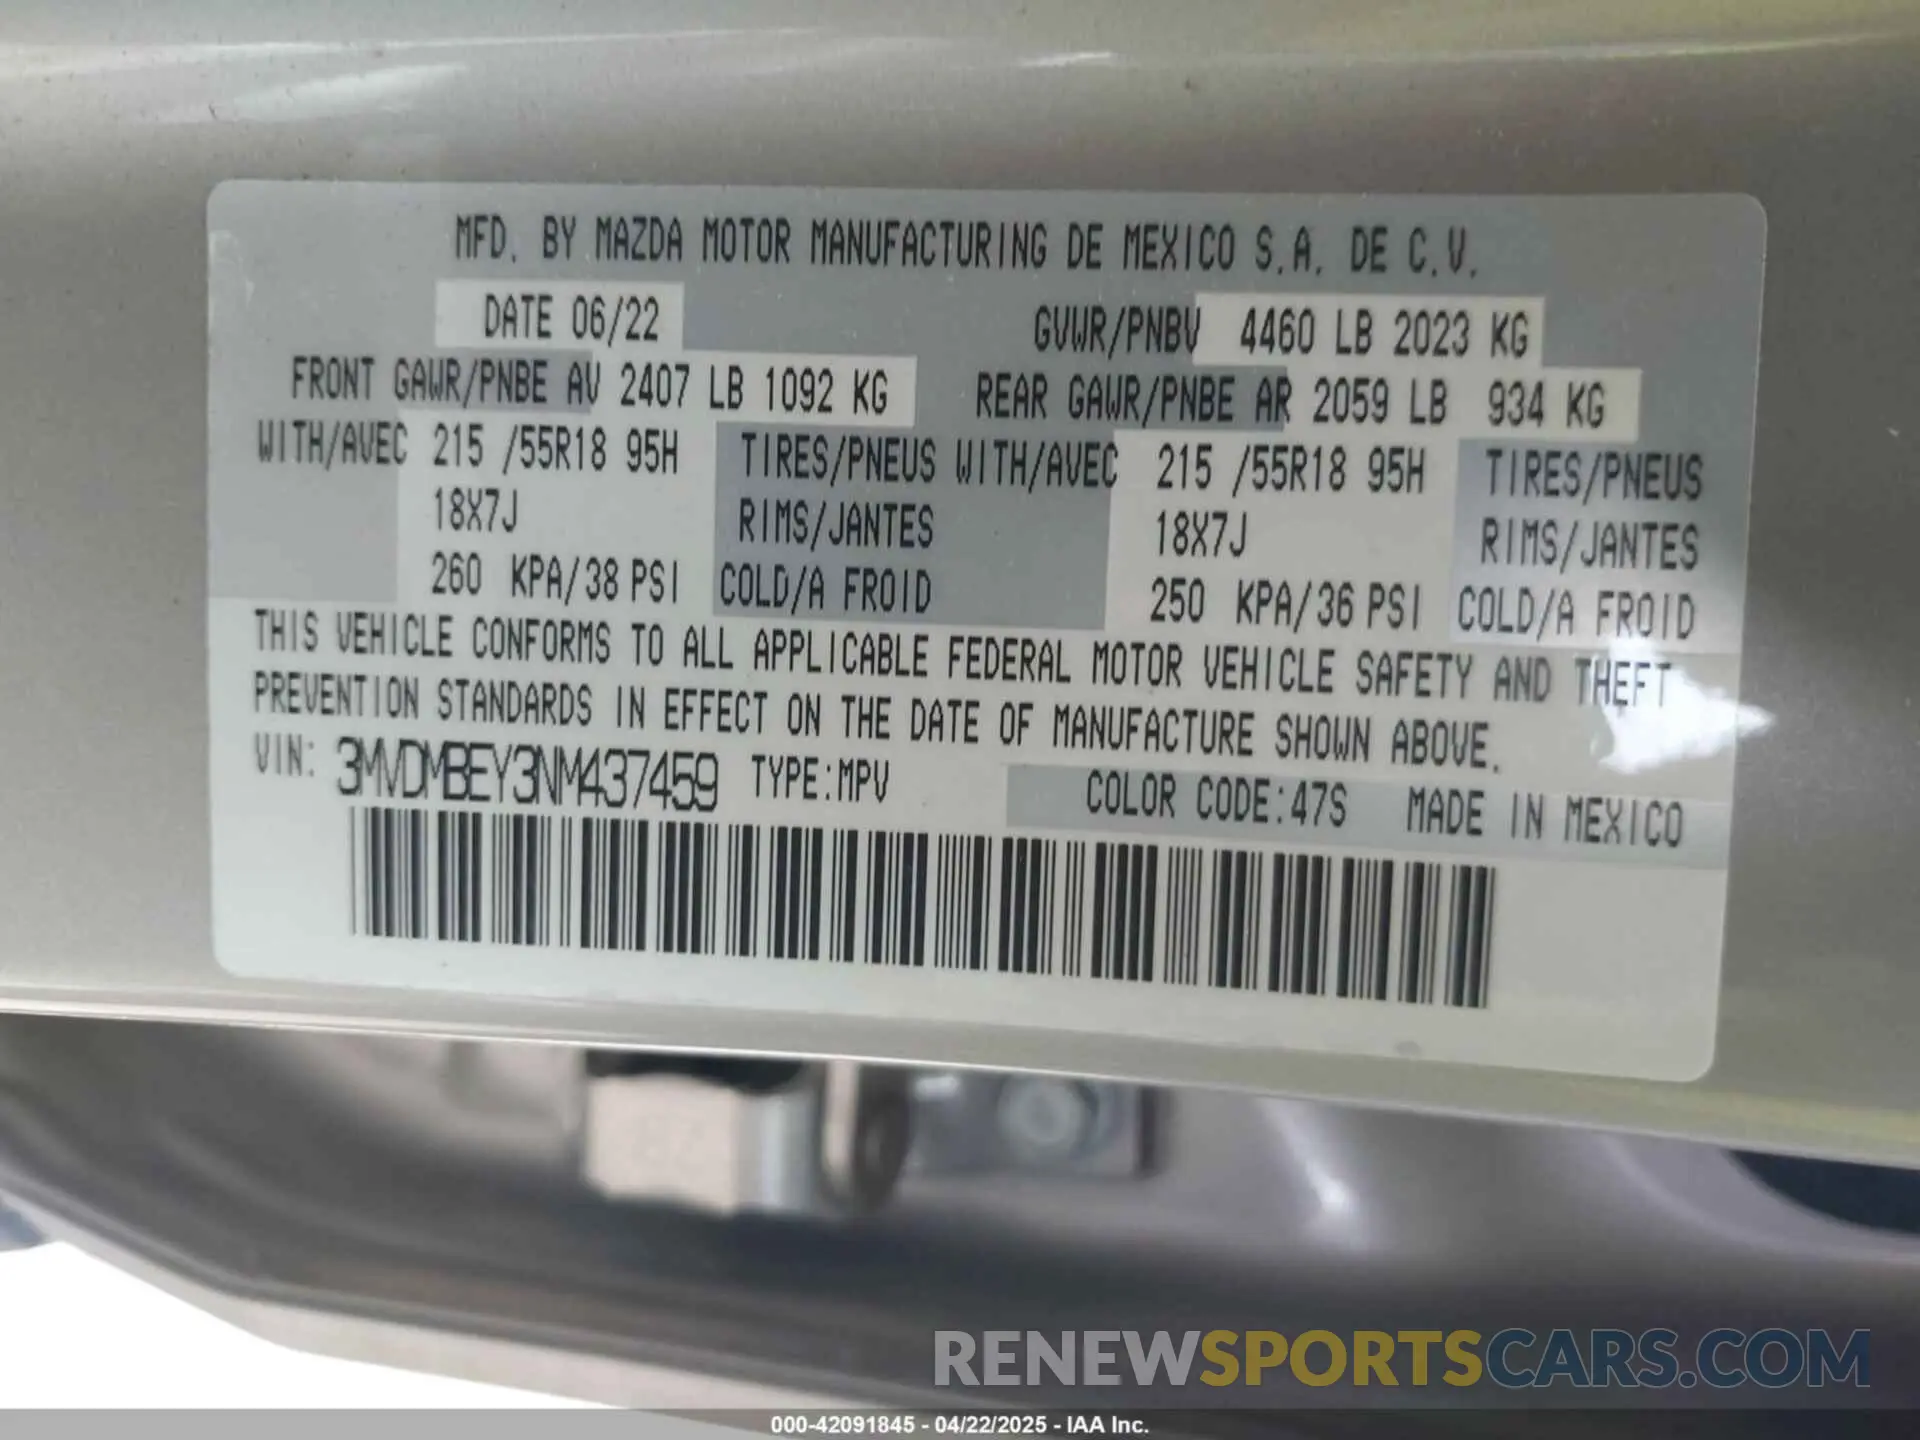 MFD. BY MAZDA MOTOR MANUFACTURING DE MEXICO S.A. DE C.V.
DATE 06/22 GVWR/PNBV 4460 LB 2023 KG
FRONT GAWR/PNBE AV 2407 LB 1092 KG REAR GAWR/PNBE AR 2059 LB 934 KG
WITH/AVEC 215 /55R18 95H TIRES/PNEUS WITH/AVEC 215 /55R18 95H TIRES/PNEUS
18X7J RIMS/JANTES 18X7J RIMS/JANTES
260 KPA/38 PSI COLD/A FROID 250 KPA/36 PSI COLD/A FROID
THIS VEHICLE CONFORMS TO ALL APPLICABLE FEDERAL MOTOR VEHICLE SAFETY AND THEFT
PREVENTION STANDARDS IN EFFECT ON THE DATE OF MANUFACTURE SHOWN ABOVE.
VIN: 3MVDMBEY3NM437459 TYPE:MPV COLOR CODE:47S MADE IN MEXICO
RENEWSPORTSCARS.COM
000-42091845 - 04/22/2025 - IAA Inc.